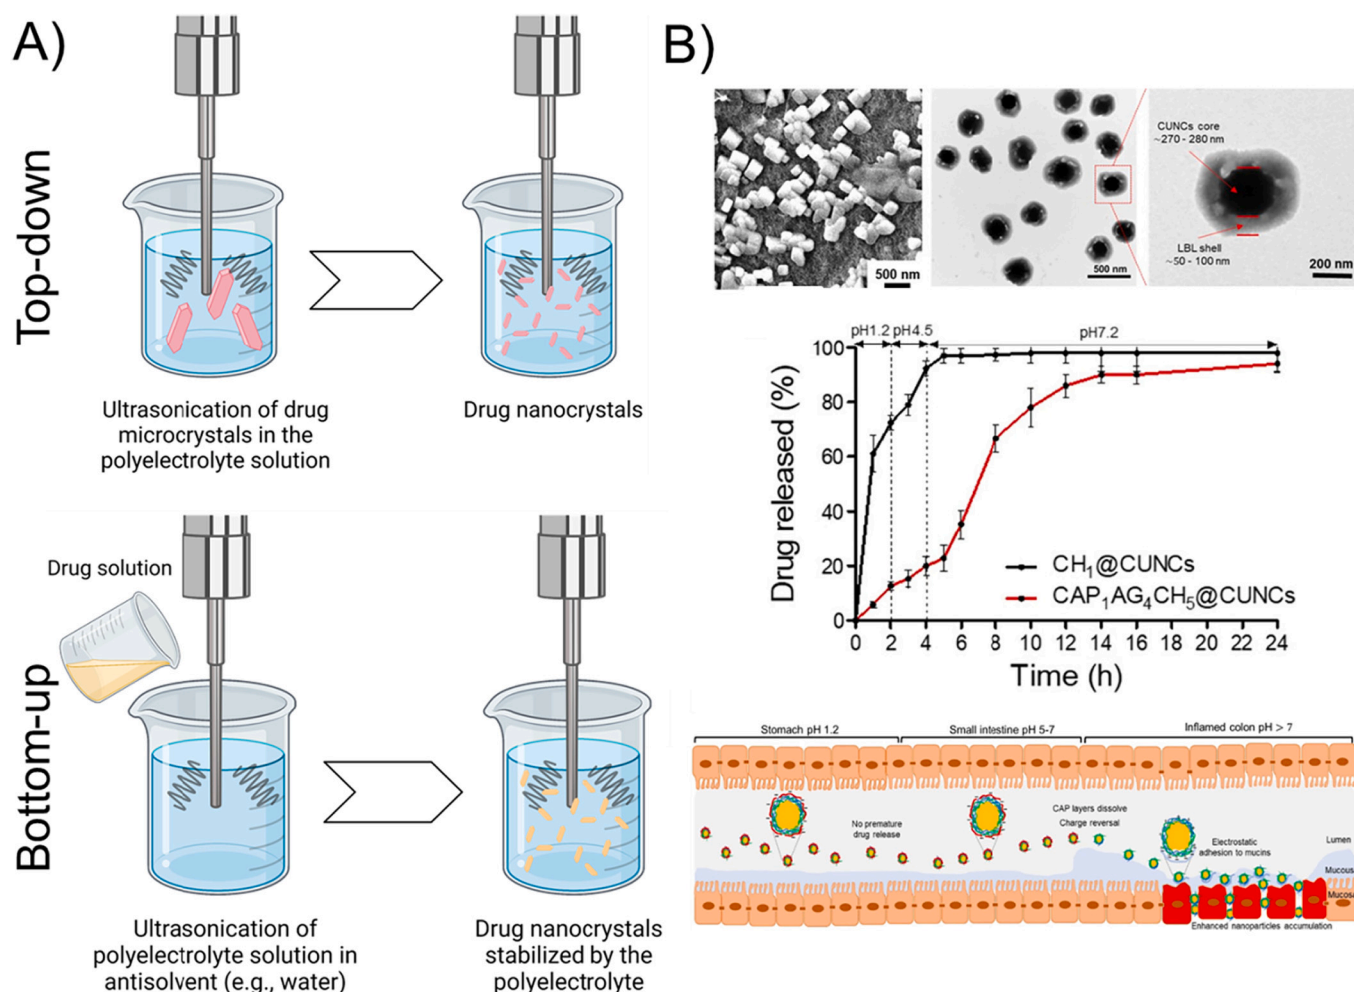 A)
Top-down
Ultrasonication of drug
microcrystals in the
polyelectrolyte solution
Drug nanocrystals
Bottom-up
Drug solution
Ultrasonication of
polyelectrolyte solution in
antisolvent (e.g., water)
Drug nanocrystals
stabilized by the
polyelectrolyte
B)
500 nm
500 nm
CUNCs core
~270 - 280 nm
LBL shell
~50 - 100 nm
200 nm
pH1.2
pH4.5
pH7.2
Drug released (%)
100
80
60
40
20
0
CH₁@CUNCs
CAP₁AG₄CH₅@CUNCs
0 2 4 6 8 10 12 14 16 18 20 22 24
Time (h)
Stomach pH 1.2
Small intestine pH 5-7
Inflamed colon pH > 7
No premature
drug release
CAP layers dissolve
Charge reversal
Electrostatic
adhesion to mucins
Lumen
Mucous
Mucosa
Enhanced nanoparticles accumulation